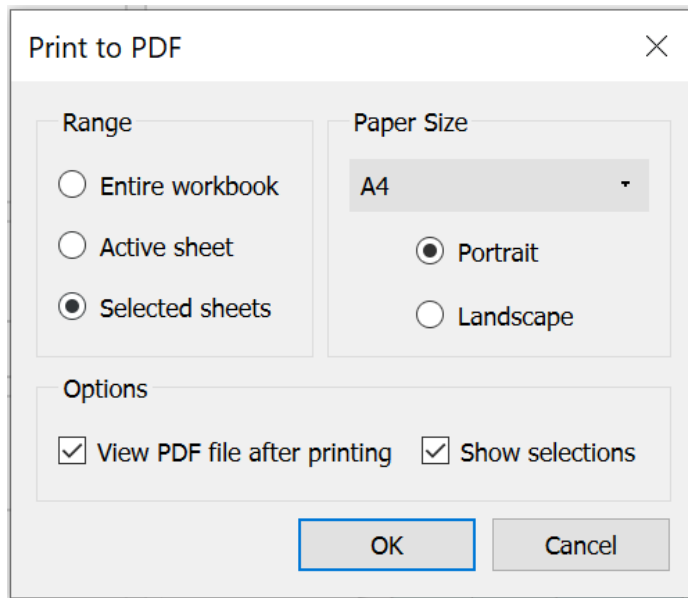 Print to PDF
Range
Entire workbook
Active sheet
Selected sheets
Paper Size
A4
Portrait
Landscape
Options
View PDF file after printing
Show selections
OK
Cancel